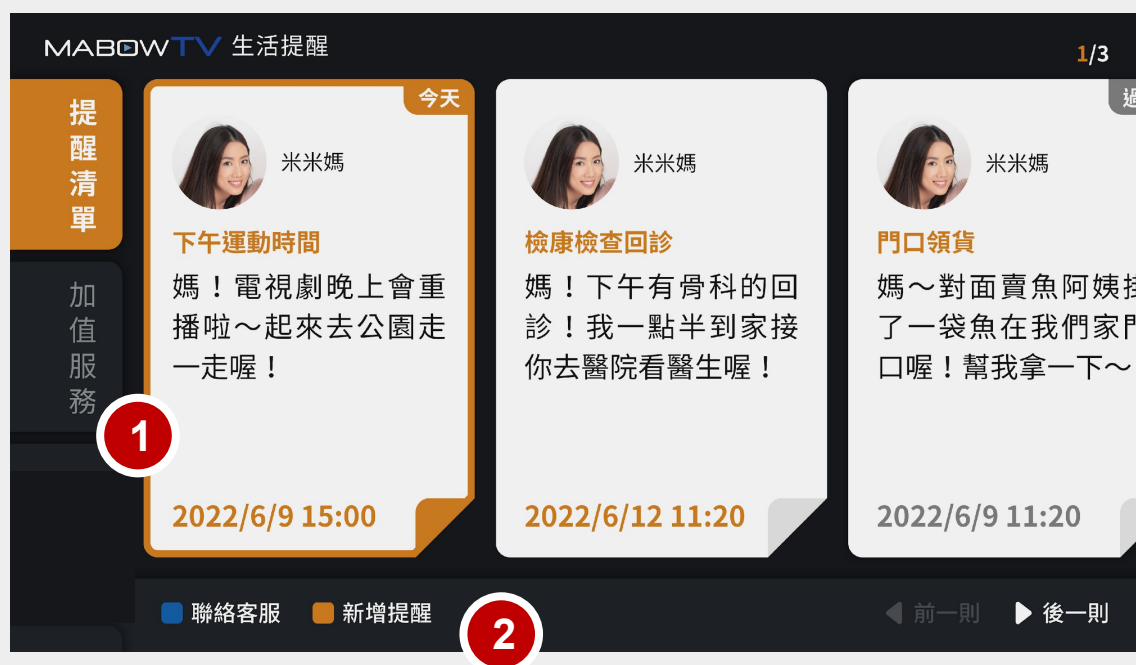 MABOWTV 生活提醒
1/3
提醒清單
加值服務
今天
米米媽
下午運動時間
媽！電視劇晚上會重
播啦～起來去公園走
一走喔！
2022/6/9 15:00
米米媽
檢康檢查回診
媽！下午有骨科的回
診！我一點半到家接
你去醫院看醫生喔！
2022/6/12 11:20
米米媽
門口領貨
媽～對面賣魚阿姨
了一袋魚在我們家門
口喔！幫我拿一下～
2022/6/9 11:20
1
聯絡客服
新增提醒
2
前一則
後一則